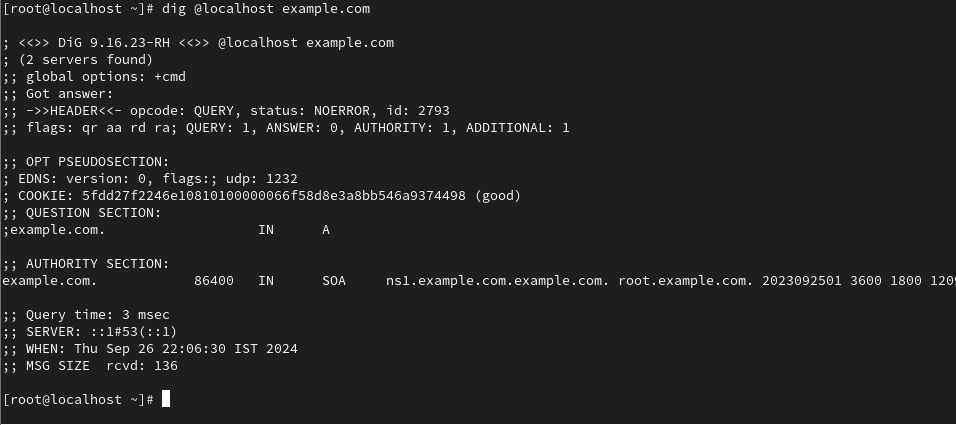 [root@localhost ~]# dig @localhost example.com
; <<>> DiG 9.16.23-RH <<>> @localhost example.com
; (2 servers found)
;; global options: +cmd
;; Got answer:
;; ->>HEADER<<- opcode: QUERY, status: NOERROR, id: 2793
;; flags: qr aa rd ra; QUERY: 1, ANSWER: 0, AUTHORITY: 1, ADDITIONAL: 1
;; OPT PSEUDOSECTION:
; EDNS: version: 0, flags:; udp: 1232
; COOKIE: 5fdd27f2246e10810100000066f58d8e3a8bb546a9374498 (good)
;; QUESTION SECTION:
;example.com. IN A
;; AUTHORITY SECTION:
example.com. 86400 IN SOA ns1.example.com.example.com. root.example.com. 2023092501 3600 1800 1209
;; Query time: 3 msec
;; SERVER: ::1#53(::1)
;; WHEN: Thu Sep 26 22:06:30 IST 2024
;; MSG SIZE rcvd: 136
[root@localhost ~]#